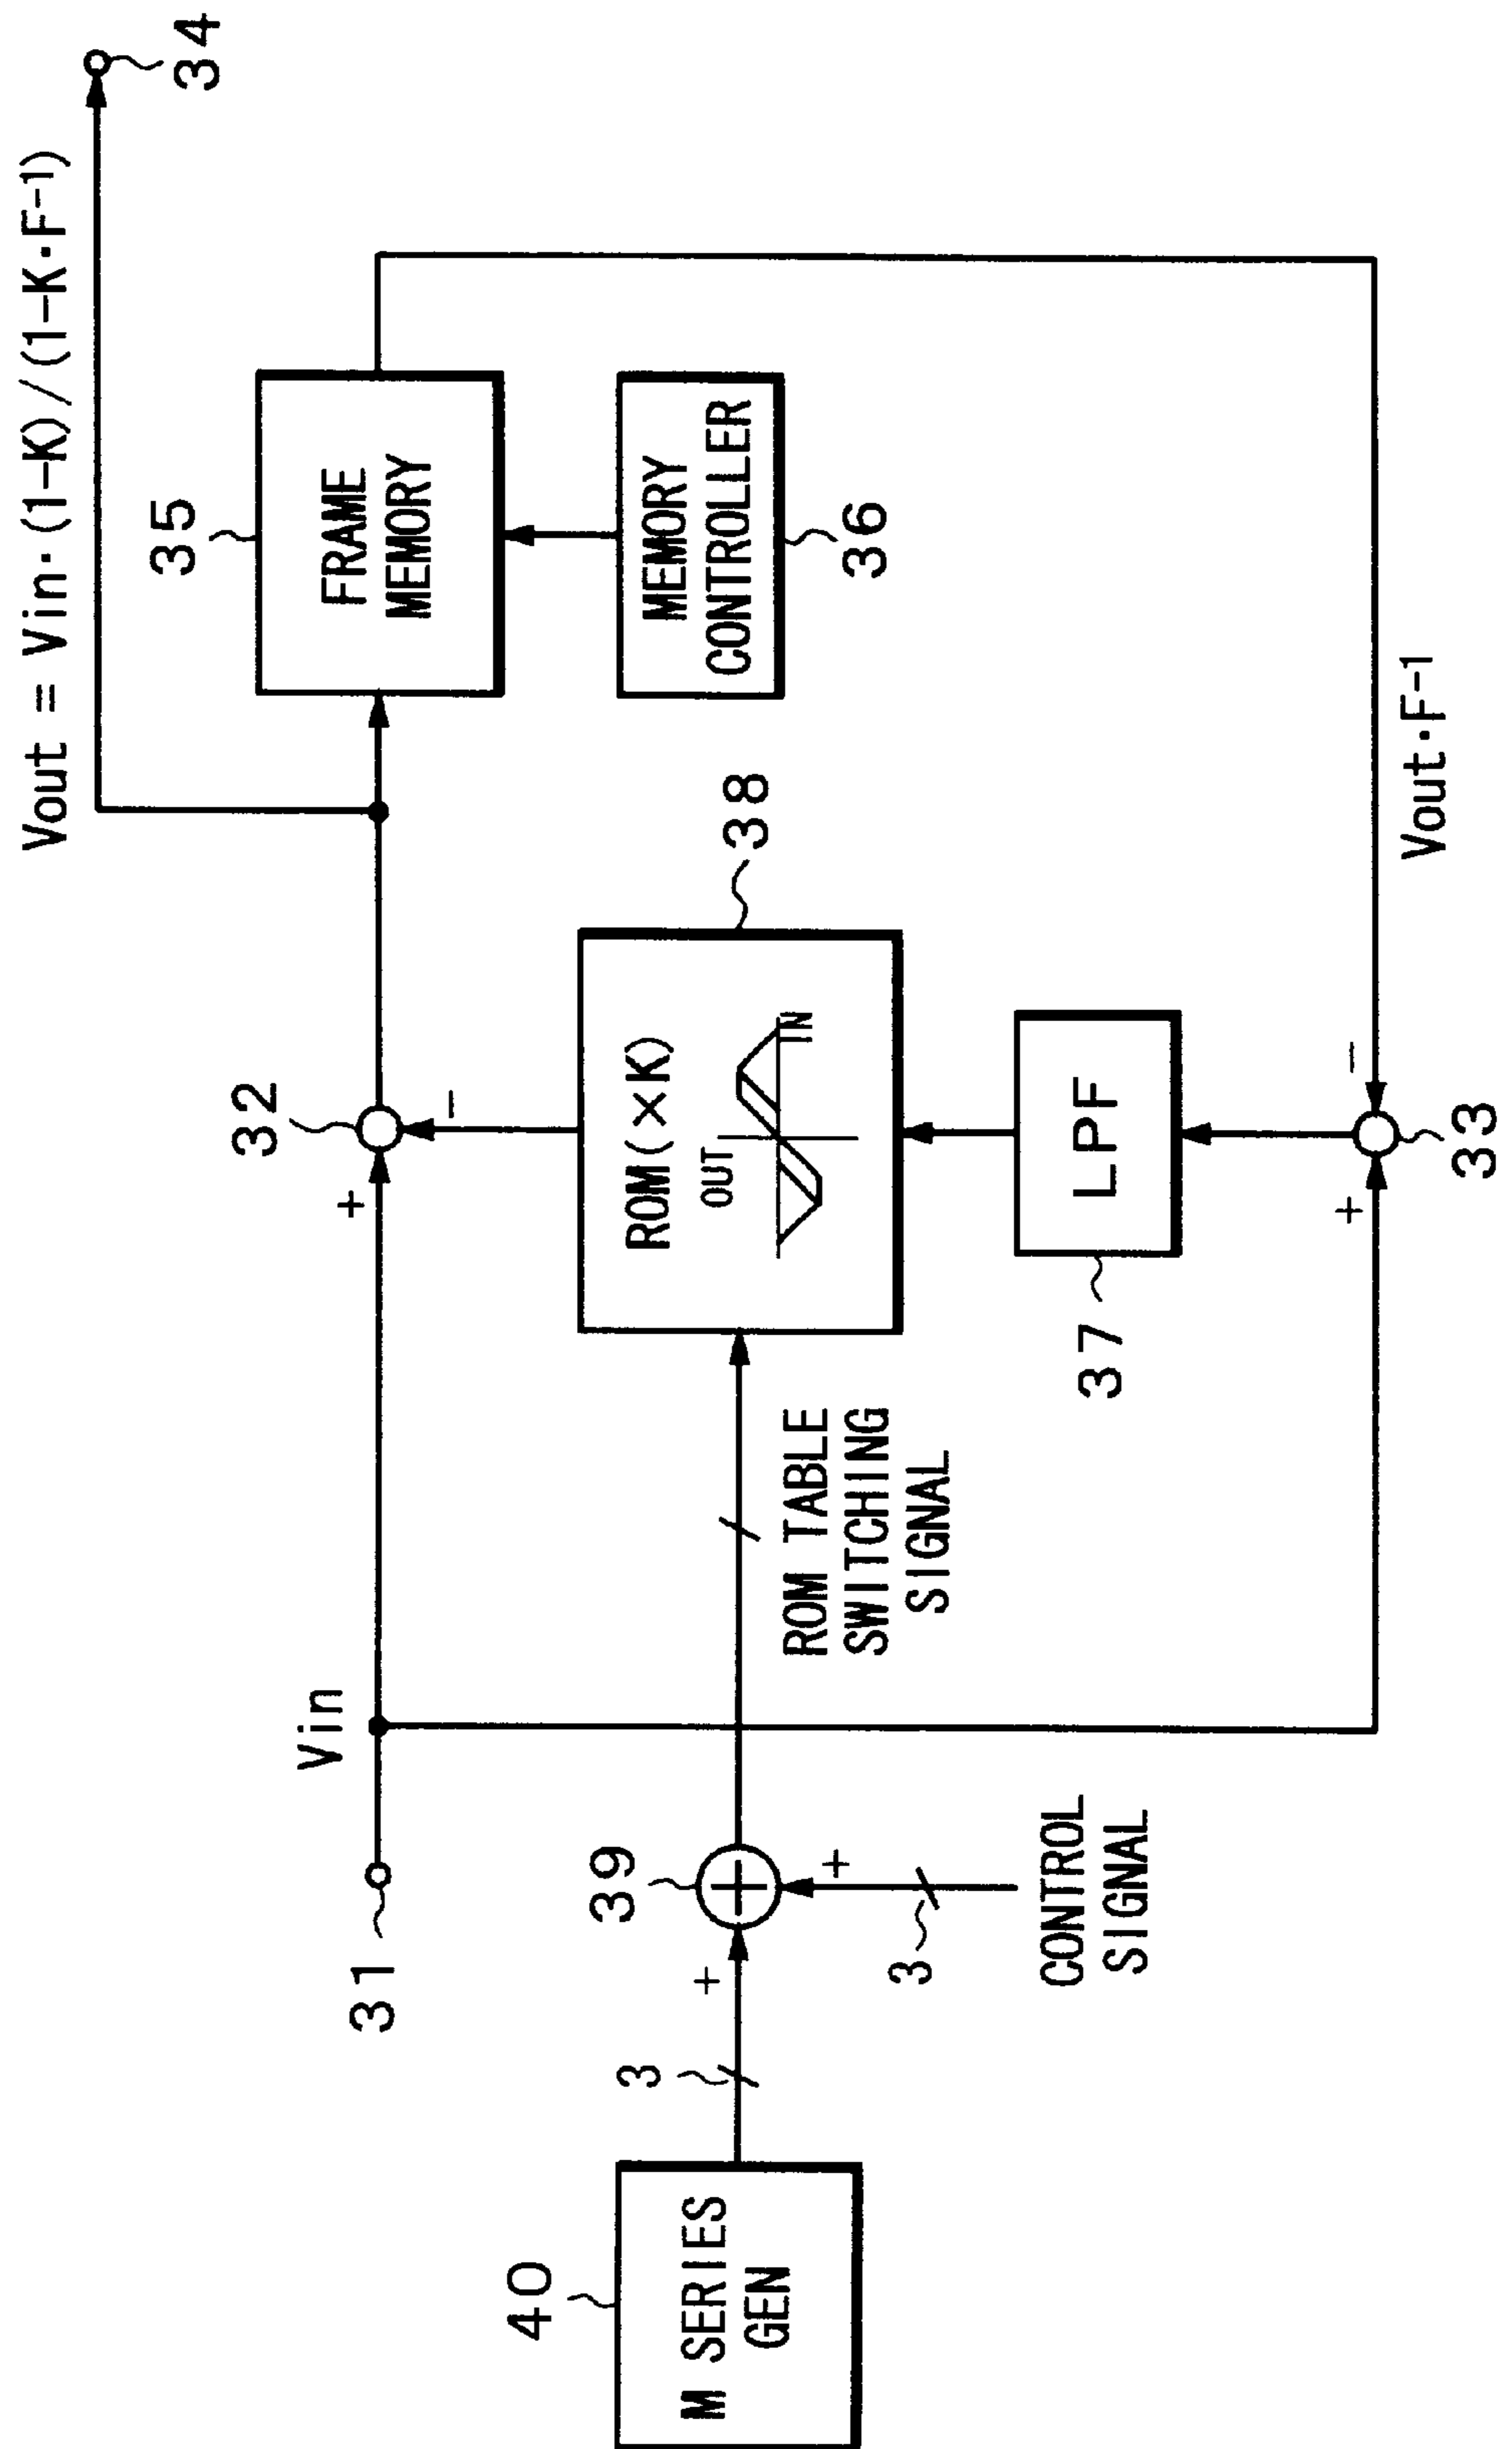 Vout = Vin·(1-K)/(1-K·F-1)
34
35
FRAME
MEMORY
MEMORY
CONTROLLER
36
38
32
+
-
ROM(×K)
OUT
IN
LPF
37
33
+
-
Vout·F-1
Vin
31
ROM TABLE
SWITCHING
SIGNAL
39
+
+
3
3
CONTROL
SIGNAL
40
M SERIES
GEN